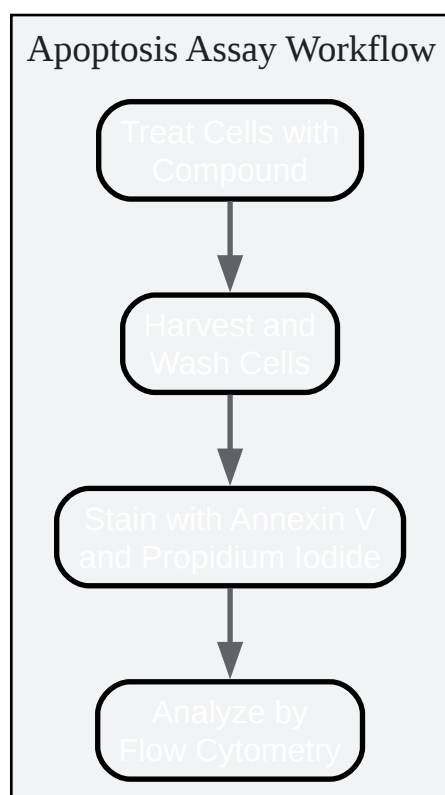 Apoptosis Assay Workflow
Treat Cells with
Compound
Harvest and
Wash Cells
Stain with Annexin V
and Propidium Iodide
Analyze by
Flow Cytometry